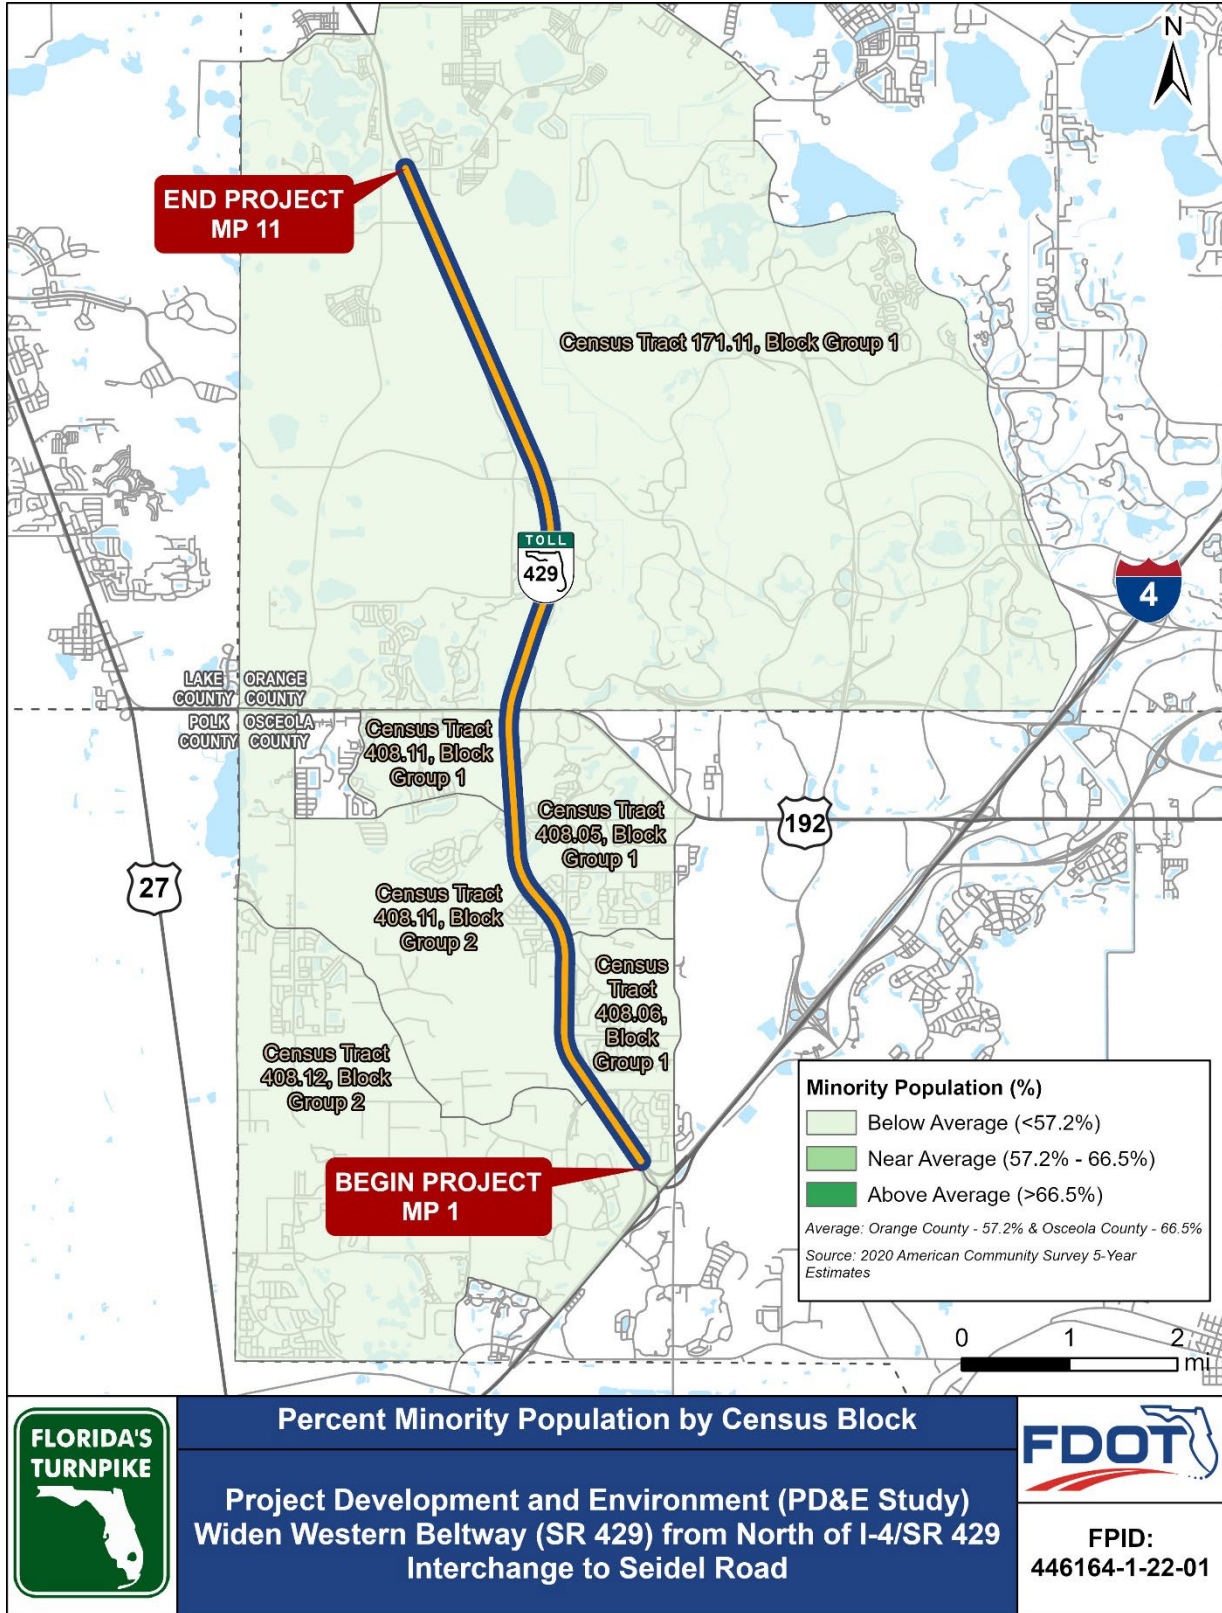 N
END PROJECT
MP 11
Census Tract 171.11, Block Group 1
TOLL
429
4
LAKE
COUNTY
ORANGE
COUNTY
POLK
COUNTY
OSCEOLA
COUNTY
Census Tract
408.11, Block
Group 1
Census Tract
408.05, Block
Group 1
192
27
Census Tract
408.11, Block
Group 2
Census
Tract
408.06,
Block
Group 1
Census Tract
408.12, Block
Group 2
BEGIN PROJECT
MP 1
Minority Population (%)
Below Average (<57.2%)
Near Average (57.2% - 66.5%)
Above Average (>66.5%)
Average: Orange County - 57.2% & Osceola County - 66.5%
Source: 2020 American Community Survey 5-Year
Estimates
0 1 2
mi
FLORIDA'S
TURNPIKE
Percent Minority Population by Census Block
Project Development and Environment (PD&E Study)
Widen Western Beltway (SR 429) from North of I-4/SR 429
Interchange to Seidel Road
FDOT
FPID:
446164-1-22-01